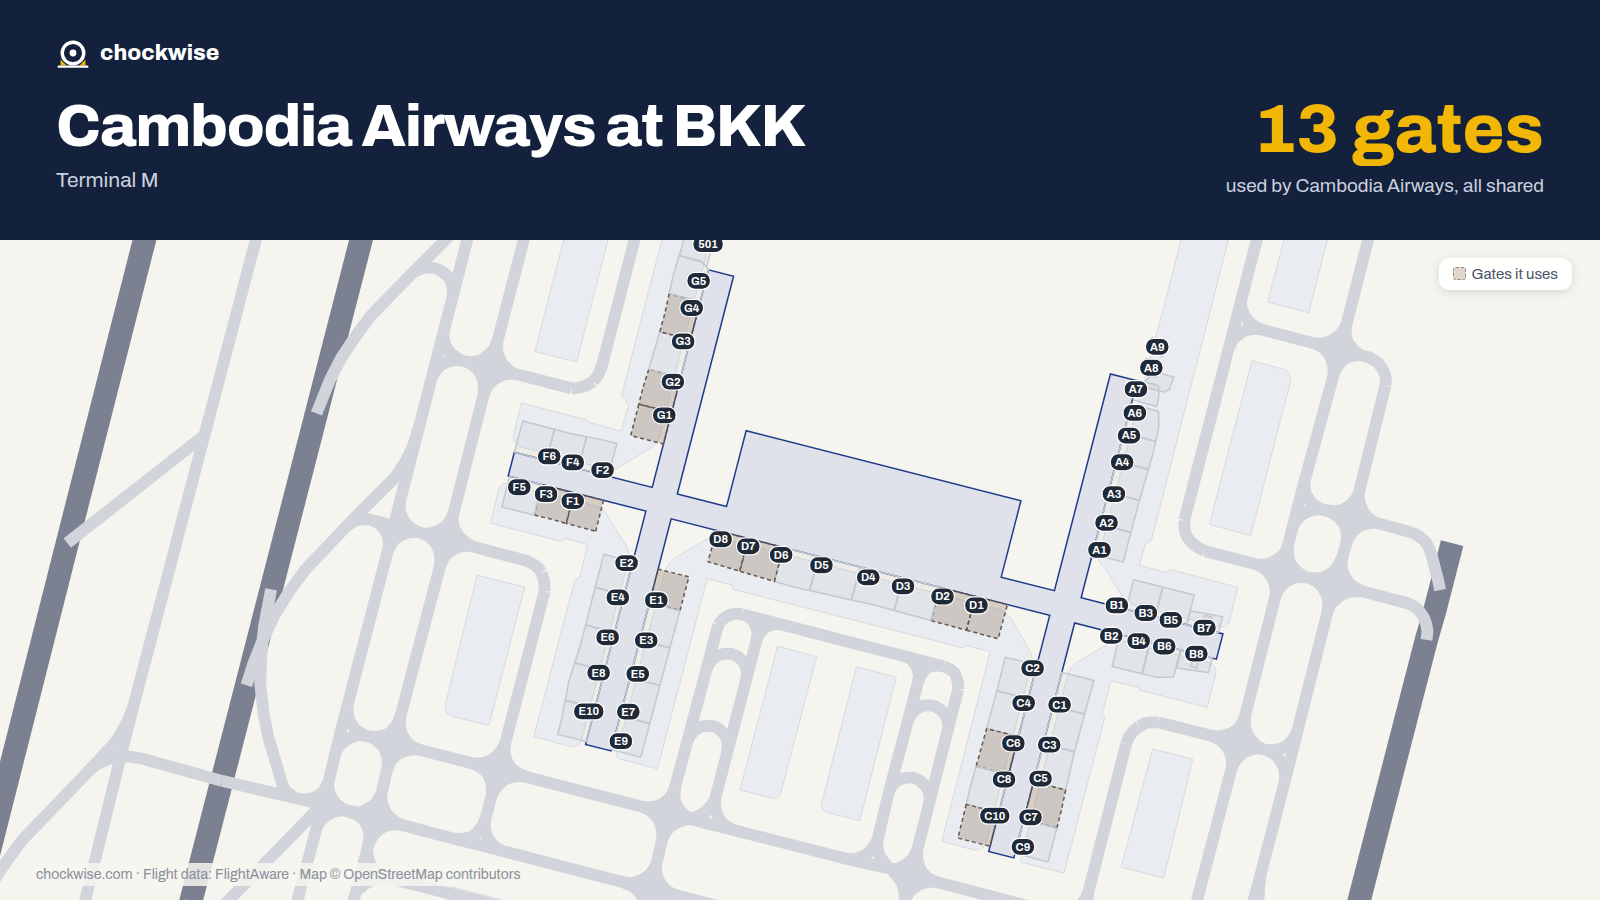 chockwise
Cambodia Airways at BKK
Terminal M
13 gates
used by Cambodia Airways, all shared
Gates it uses
501
G5
G4
G3
G2
G1
F6
F4
F2
F5
F3
F1
E2
E4
E1
E6
E3
E8
E5
E10
E7
E9
D8
D7
D6
D5
D4
D3
D2
D1
A9
A8
A7
A6
A5
A4
A3
A2
A1
B1
B3
B5
B7
B2
B4
B6
B8
C2
C4
C1
C6
C3
C8
C5
C10
C7
C9
chockwise.com · Flight data: FlightAware · Map © OpenStreetMap contributors